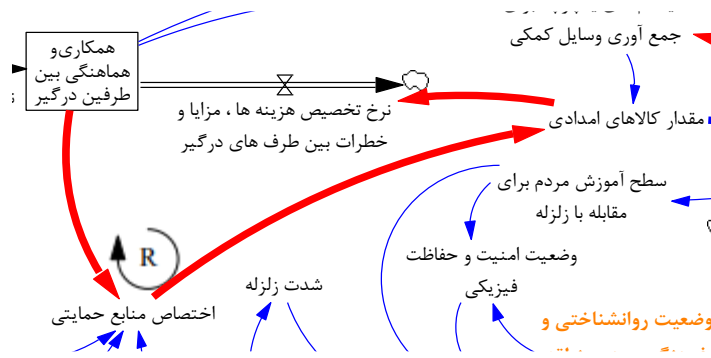 جمع آوری وسایل کمکی
همکاری‌و
هماهنگی بین
طرفین درگیر
نرخ تخصیص هزینه ها ، مزایا و
خطرات بین طرف های درگیر
مقدار کالاهای امدادی
سطح آموزش مردم برای
مقابله با زلزله
وضعیت امنیت و حفاظت
فیزیکی
R
شدت زلزله
اختصاص منابع حمایتی
وضعیت روانشناختی و